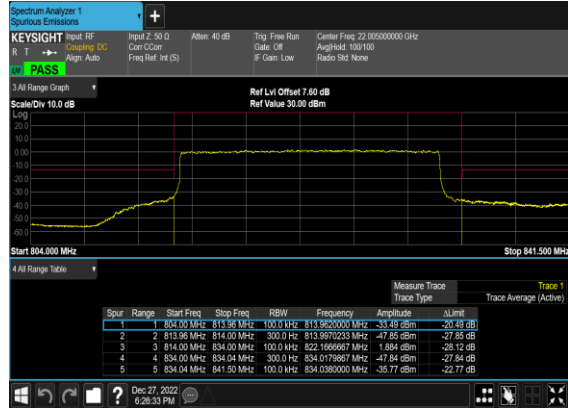 Spectrum Analyzer 1
Spurious Emissions
+
KEYSIGHT Input: RF Input Z: 50 Ω Atten: 40 dB Trig: Free Run Center Freq: 22.005000000 GHz
R T Coupling: DC Corr CCorr Gate: Off Avg|Hold: 100/100
Align: Auto Freq Ref: Int (S) IF Gain: Low Radio Std: None
PASS
3 All Range Graph
Ref Lvl Offset 7.60 dB
Scale/Div 10.0 dB Ref Value 30.00 dBm
Log
20.0
10.0
0.00
-10.0
-20.0
-30.0
-40.0
-50.0
-60.0
Start 804.000 MHz Stop 841.500 MHz
4 All Range Table
Measure Trace Trace 1
Trace Type Trace Average (Active)
Spur Range Start Freq Stop Freq RBW Frequency Amplitude ΔLimit
1 1 804.00 MHz 813.96 MHz 100.0 kHz 813.9620000 MHz -33.49 dBm -20.49 dB
2 2 813.96 MHz 814.00 MHz 300.0 Hz 813.9970233 MHz -47.85 dBm -27.85 dB
3 3 814.00 MHz 834.00 MHz 100.0 kHz 822.1666667 MHz 1.884 dBm -28.12 dB
4 4 834.00 MHz 834.04 MHz 300.0 Hz 834.0179867 MHz -47.84 dBm -27.84 dB
5 5 834.04 MHz 841.50 MHz 100.0 kHz 834.0380000 MHz -35.77 dBm -22.77 dB
? Dec 27, 2022
6:26:33 PM